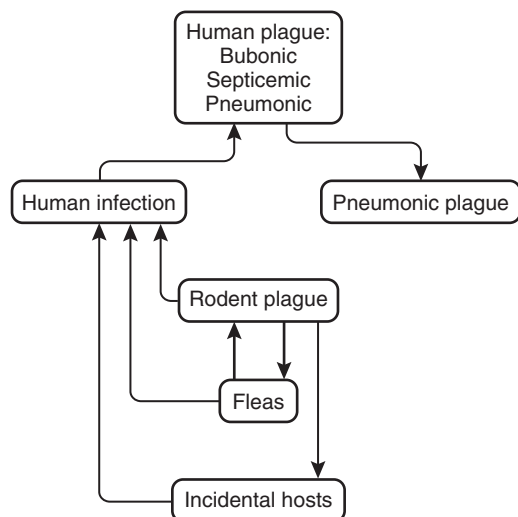 Human plague:
Bubonic
Septicemic
Pneumonic
Human infection
Pneumonic plague
Rodent plague
Fleas
Incidental hosts